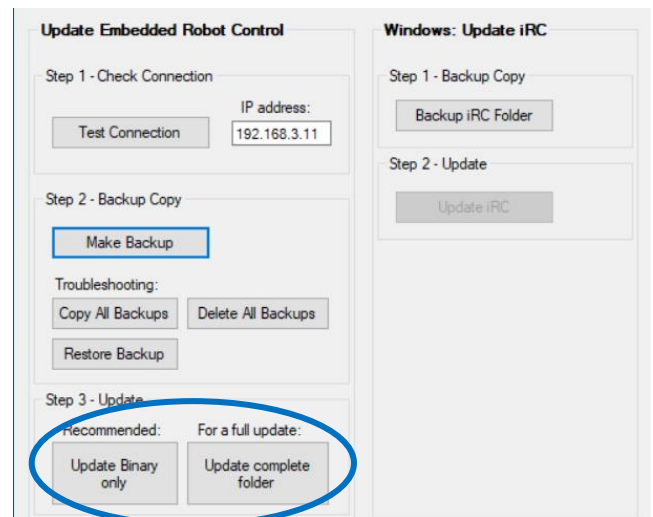 Update Embedded Robot Control
Step 1 - Check Connection
IP address:
Test Connection
192.168.3.11
Step 2 - Backup Copy
Make Backup
Troubleshooting:
Copy All Backups
Delete All Backups
Restore Backup
Step 3 - Update
Recommended:
For a full update:
Update Binary
only
Update complete
folder
Windows: Update iRC
Step 1 - Backup Copy
Backup iRC Folder
Step 2 - Update
Update iRC